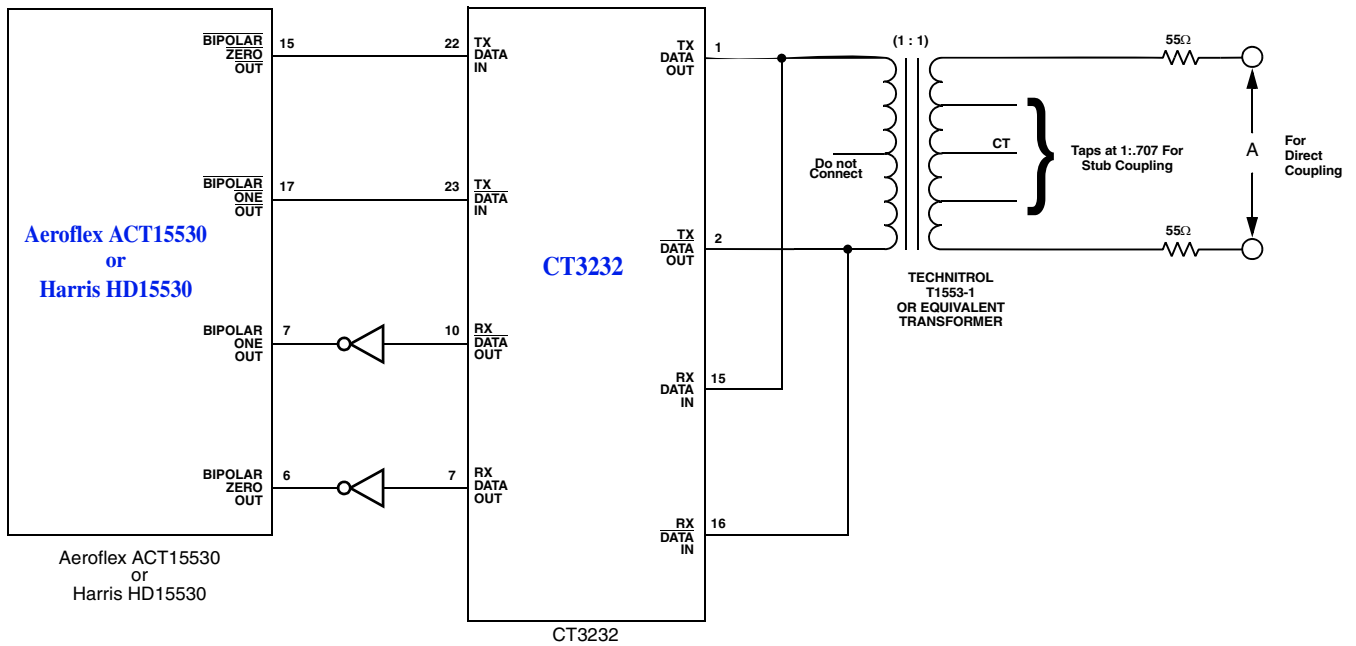 BIPOLAR
ZERO
OUT
15
22
TX
DATA
IN
BIPOLAR
ONE
OUT
17
23
TX
DATA
IN
Aeroflex ACT15530
or
Harris HD15530
BIPOLAR
ONE
OUT
7
10
RX
DATA
OUT
BIPOLAR
ZERO
OUT
6
7
RX
DATA
OUT
Aeroflex ACT15530
or
Harris HD15530
CT3232
TX
DATA
OUT
1
TX
DATA
OUT
2
RX
DATA
IN
15
RX
DATA
IN
16
CT3232
(1 : 1)
Do not
Connect
CT
Taps at 1:.707 For
Stub Coupling
TECHNITROL
T1553-1
OR EQUIVALENT
TRANSFORMER
55Ω
55Ω
A
For
Direct
Coupling